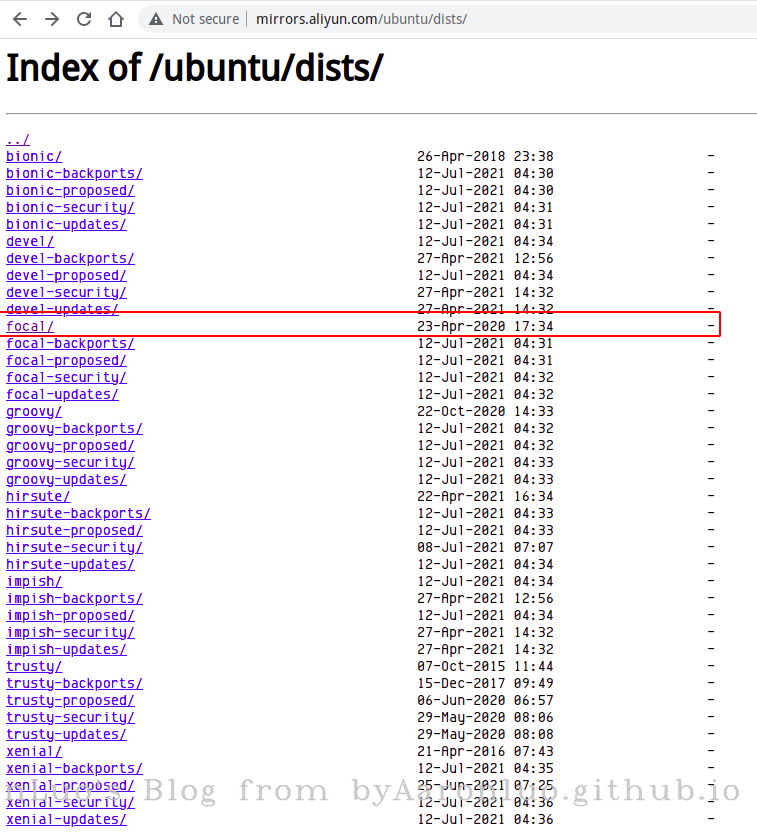 Not secure | mirrors.aliyun.com/ubuntu/dists/
Index of /ubuntu/dists/
../
bionic/ 26-Apr-2018 23:38 -
bionic-backports/ 12-Jul-2021 04:30 -
bionic-proposed/ 12-Jul-2021 04:30 -
bionic-security/ 12-Jul-2021 04:31 -
bionic-updates/ 12-Jul-2021 04:31 -
devel/ 12-Jul-2021 04:34 -
devel-backports/ 27-Apr-2021 12:56 -
devel-proposed/ 12-Jul-2021 04:34 -
devel-security/ 27-Apr-2021 14:32 -
devel-updates/ 27-Apr-2021 14:32 -
focal/ 23-Apr-2020 17:34 -
focal-backports/ 12-Jul-2021 04:31 -
focal-proposed/ 12-Jul-2021 04:31 -
focal-security/ 12-Jul-2021 04:32 -
focal-updates/ 12-Jul-2021 04:32 -
groovy/ 22-Oct-2020 14:33 -
groovy-backports/ 12-Jul-2021 04:32 -
groovy-proposed/ 12-Jul-2021 04:32 -
groovy-security/ 12-Jul-2021 04:33 -
groovy-updates/ 12-Jul-2021 04:33 -
hirsute/ 22-Apr-2021 16:34 -
hirsute-backports/ 12-Jul-2021 04:33 -
hirsute-proposed/ 12-Jul-2021 04:33 -
hirsute-security/ 08-Jul-2021 07:07 -
hirsute-updates/ 12-Jul-2021 04:34 -
impish/ 12-Jul-2021 04:34 -
impish-backports/ 27-Apr-2021 12:56 -
impish-proposed/ 12-Jul-2021 04:34 -
impish-security/ 27-Apr-2021 14:32 -
impish-updates/ 27-Apr-2021 14:32 -
trusty/ 07-Oct-2015 11:44 -
trusty-backports/ 15-Dec-2017 09:49 -
trusty-proposed/ 06-Jun-2020 06:57 -
trusty-security/ 29-May-2020 08:06 -
trusty-updates/ 29-May-2020 08:08 -
xenial/ 21-Apr-2016 07:43 -
xenial-backports/ 12-Jul-2021 04:35 -
xenial-proposed/ 25-Jun-2021 07:25 -
nLuo's Blog from byAaronluo.github.io
xenial-security/ 12-Jul-2021 04:36 -
xenial-updates/ 12-Jul-2021 04:36 -